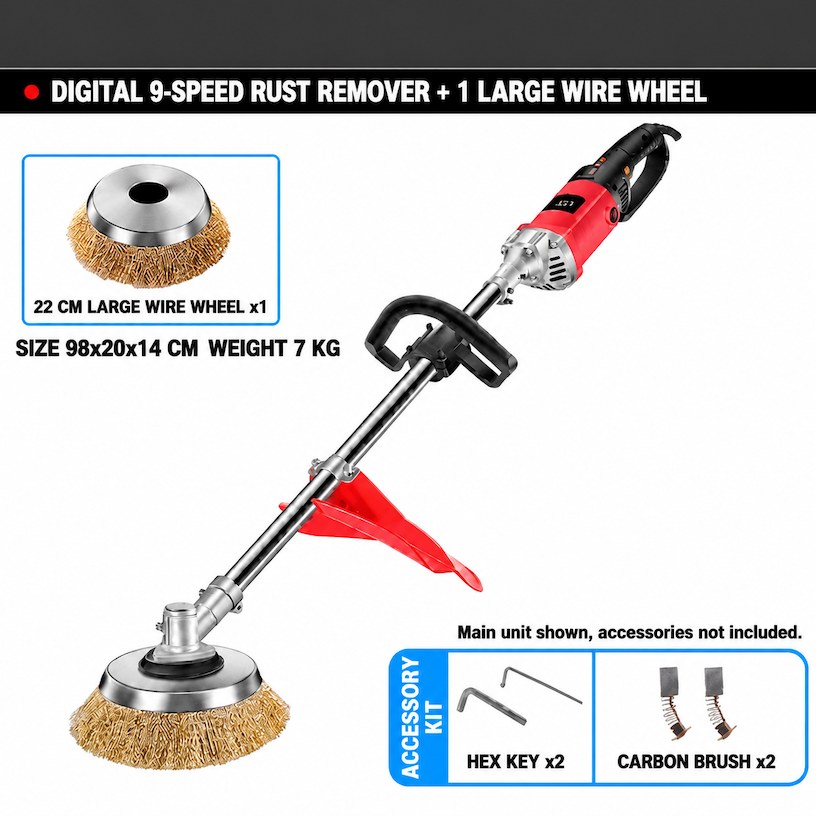 DIGITAL 9-SPEED RUST REMOVER + 1 LARGE WIRE WHEEL
22 CM LARGE WIRE WHEEL x1
SIZE 98x20x14 CM WEIGHT 7 KG
Main unit shown, accessories not included.
ACCESSORY
KIT
HEX KEY x2
CARBON BRUSH x2